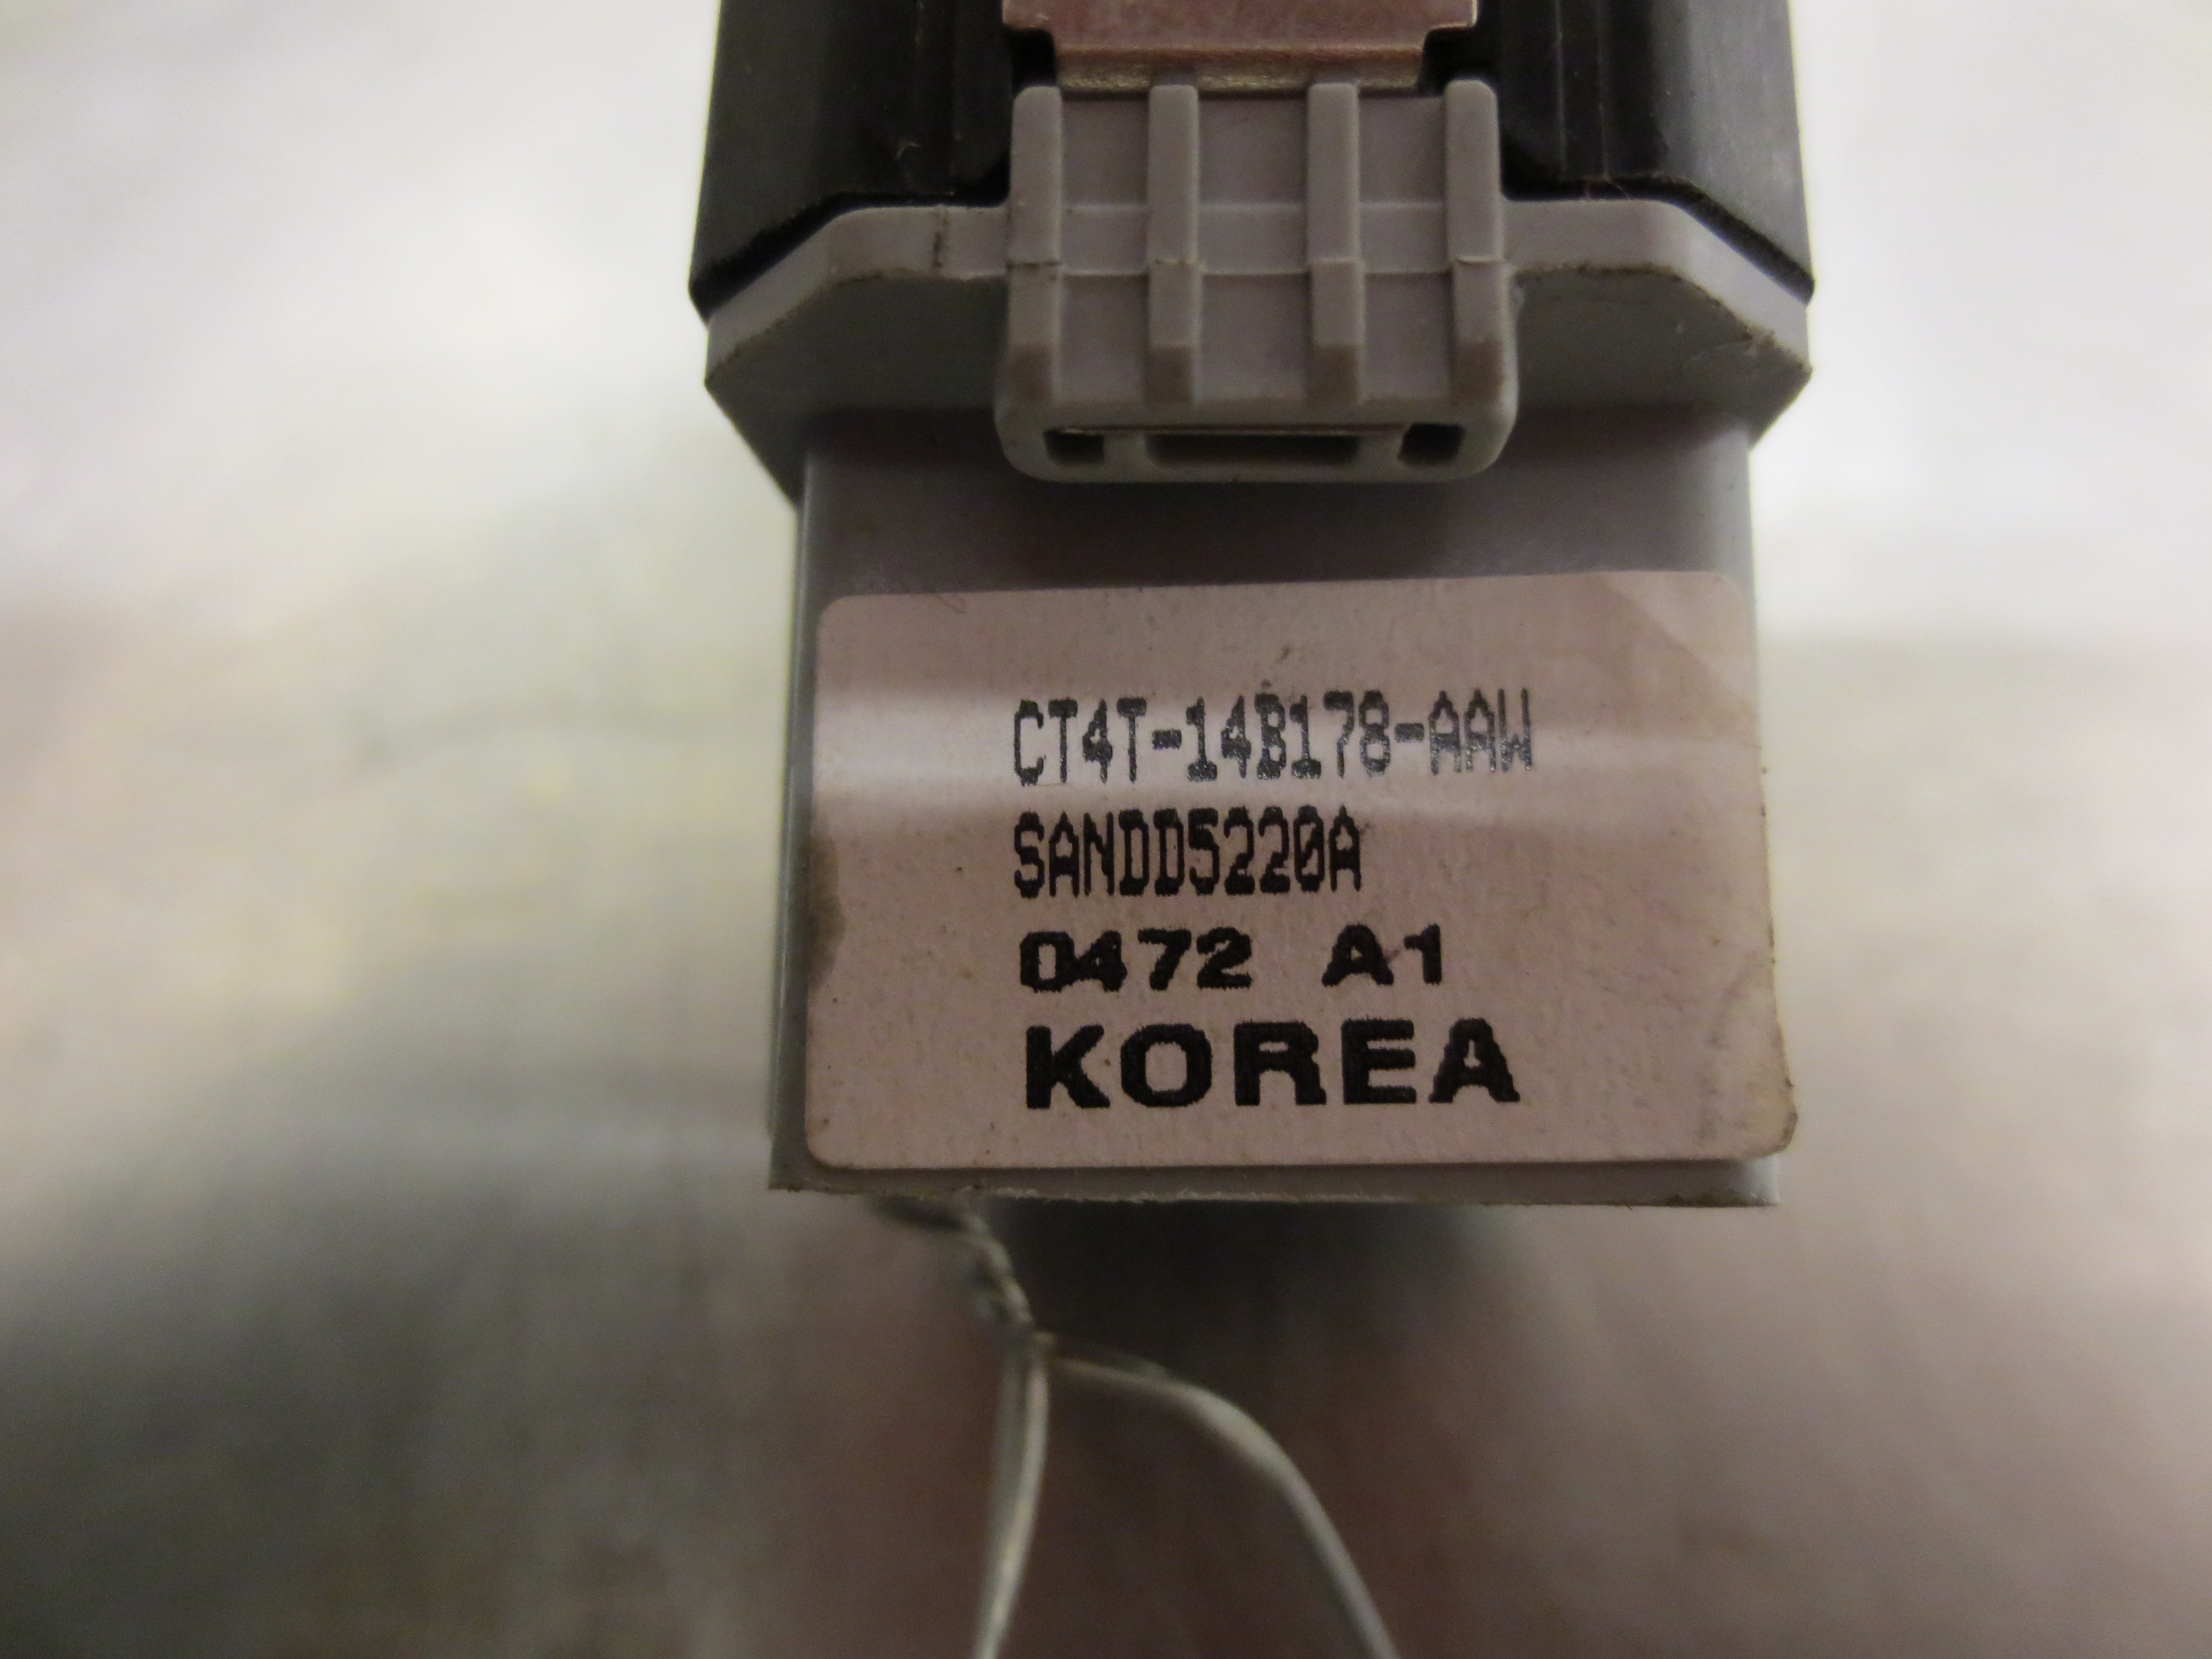 CT4T-14B178-AAW
SANDD5220A
0472 A1
KOREA